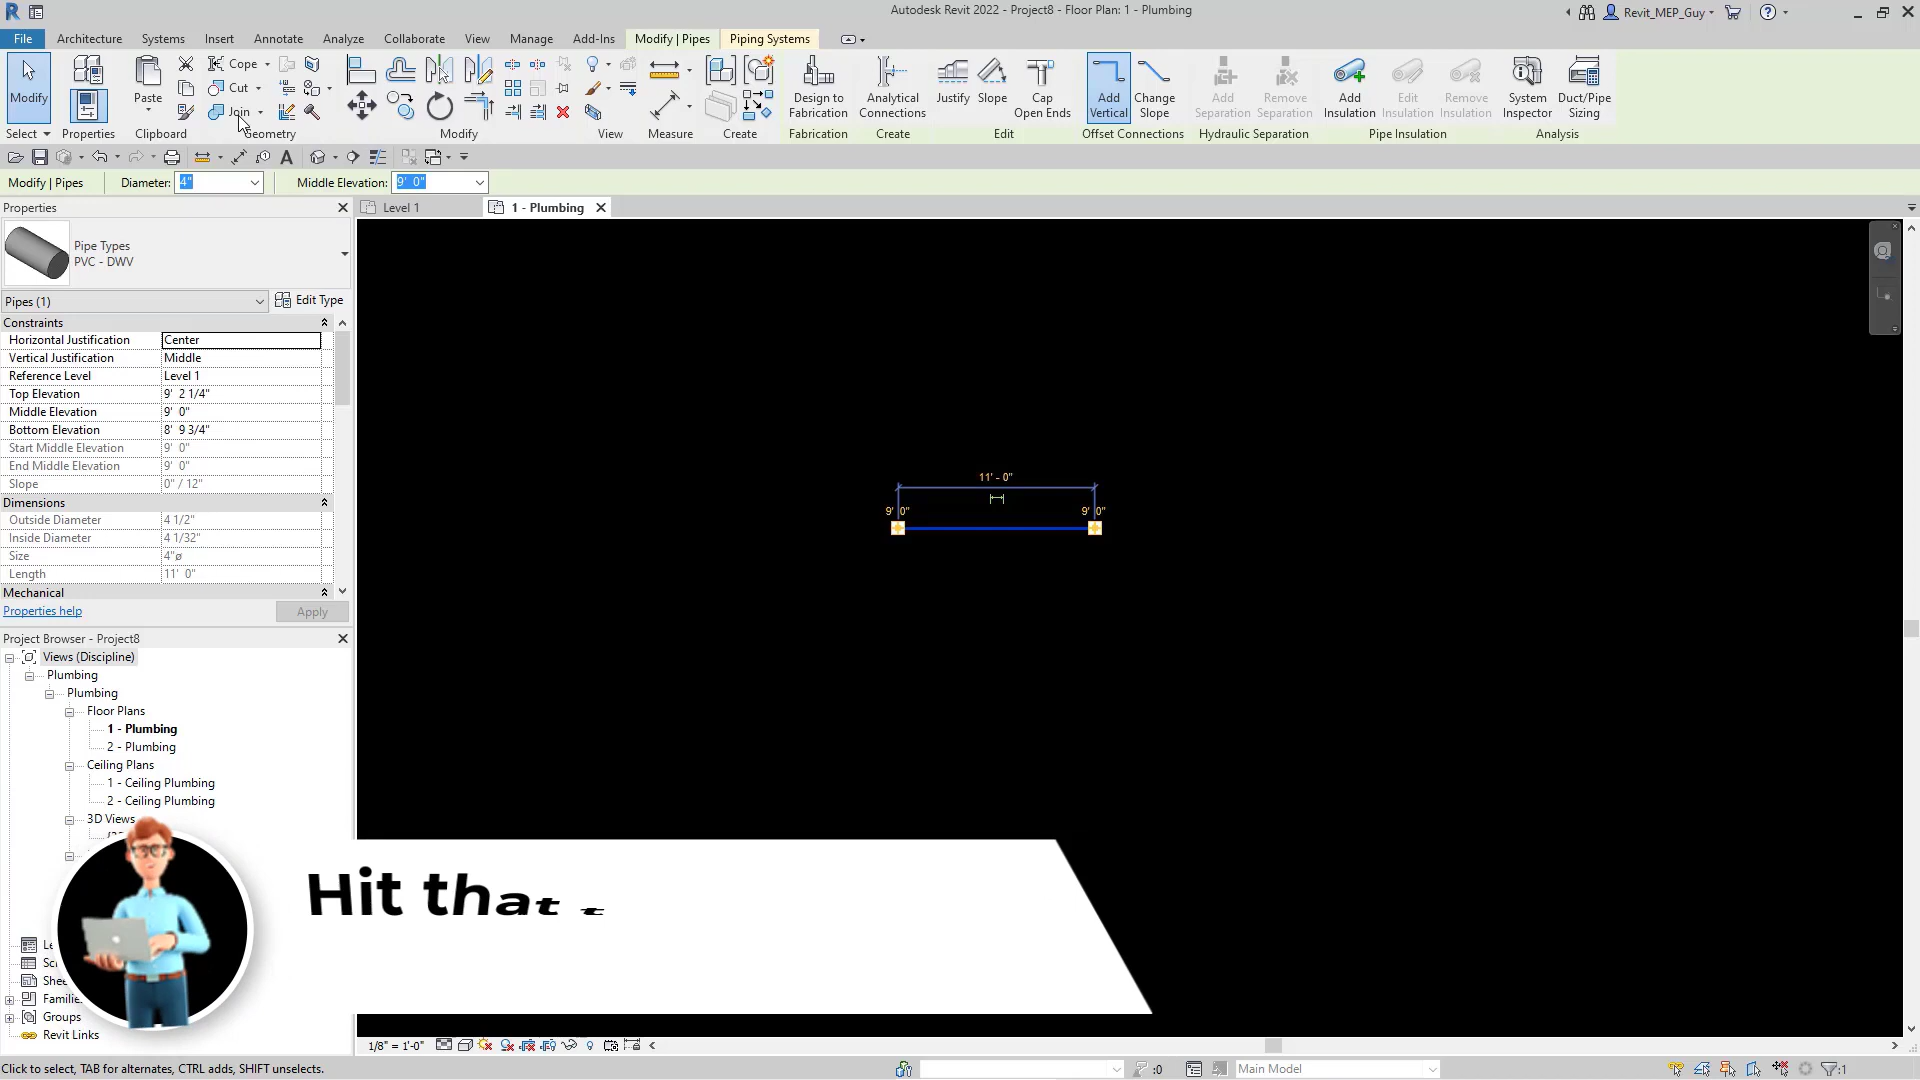 Autodesk Revit 2022 - Project8 - Floor Plan: 1 - Plumbing
Revit_MEP_Guy
File Architecture Systems Insert Annotate Analyze Collaborate View Manage Add-Ins Modify | Pipes Piping Systems
Modify
Select
Properties
Paste
Clipboard
Cope
Cut
Join
Geometry
Modify
View
Measure
Create
Design to Fabrication
Fabrication
Analytical Connections
Create
Justify
Slope
Cap Open Ends
Edit
Add Vertical
Change Slope
Offset Connections
Add Separation
Remove Separation
Hydraulic Separation
Add Insulation
Edit Insulation
Remove Insulation
Pipe Insulation
System Inspector
Duct/Pipe Sizing
Analysis
Modify | Pipes Diameter: 4" Middle Elevation: 9' 0"
Properties
Level 1
1 - Plumbing
Pipe Types
PVC - DWV
Pipes (1)
Edit Type
Constraints
Horizontal Justification Center
Vertical Justification Middle
Reference Level Level 1
Top Elevation 9' 2 1/4"
Middle Elevation 9' 0"
Bottom Elevation 8' 9 3/4"
Start Middle Elevation 9' 0"
End Middle Elevation 9' 0"
Slope 0" / 12"
Dimensions
Outside Diameter 4 1/2"
Inside Diameter 4 1/32"
Size 4"ø
Length 11' 0"
Mechanical
Properties help Apply
11' - 0"
9' 0" 9' 0"
Project Browser - Project8
Views (Discipline)
Plumbing
Plumbing
Floor Plans
1 - Plumbing
2 - Plumbing
Ceiling Plans
1 - Ceiling Plumbing
2 - Ceiling Plumbing
3D Views
Le
Sc
Shee
Familie
Groups
Revit Links
Hit that t
1/8" = 1'-0"
Click to select, TAB for alternates, CTRL adds, SHIFT unselects.
:0
Main Model
:1